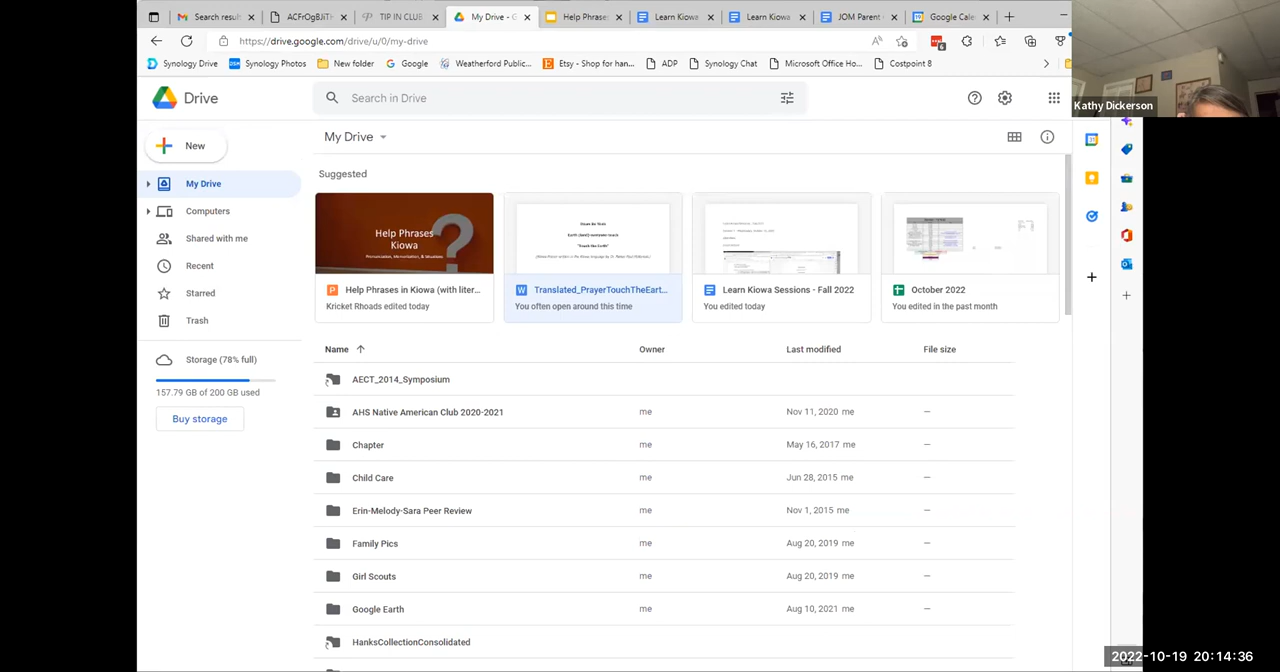 Search resul
ACFrOgBJiTH
TIP IN CLUB
My Drive - G
Help Phrase
Learn Kiowa
Learn Kiowa
JOM Parent
Google Cale
https://drive.google.com/drive/u/0/my-drive
Synology Drive
Synology Photos
New folder
Google
Weatherford Public...
Etsy - Shop for han...
ADP
Synology Chat
Microsoft Office Ho...
Costpoint 8
Kathy Dickerson
Drive
Search in Drive
New
My Drive
My Drive
Computers
Shared with me
Recent
Starred
Trash
Storage (78% full)
157.79 GB of 200 GB used
Buy storage
Suggested
Help Phrases
Kiowa
Help Phrases in Kiowa (with liter...
Kricket Rhoads edited today
"Touch the Earth"
Translated_PrayerTouchTheEart...
You often open around this time
Learn Kiowa Sessions - Fall 2022
You edited today
October 2022
You edited in the past month
Name Owner Last modified File size
AECT_2014_Symposium
AHS Native American Club 2020-2021 me Nov 11, 2020 me –
Chapter me May 16, 2017 me –
Child Care me Jun 28, 2015 me –
Erin-Melody-Sara Peer Review me Nov 1, 2015 me –
Family Pics me Aug 20, 2019 me –
Girl Scouts me Aug 20, 2019 me –
Google Earth me Aug 10, 2021 me –
HanksCollectionConsolidated
2022-10-19 20:14:36